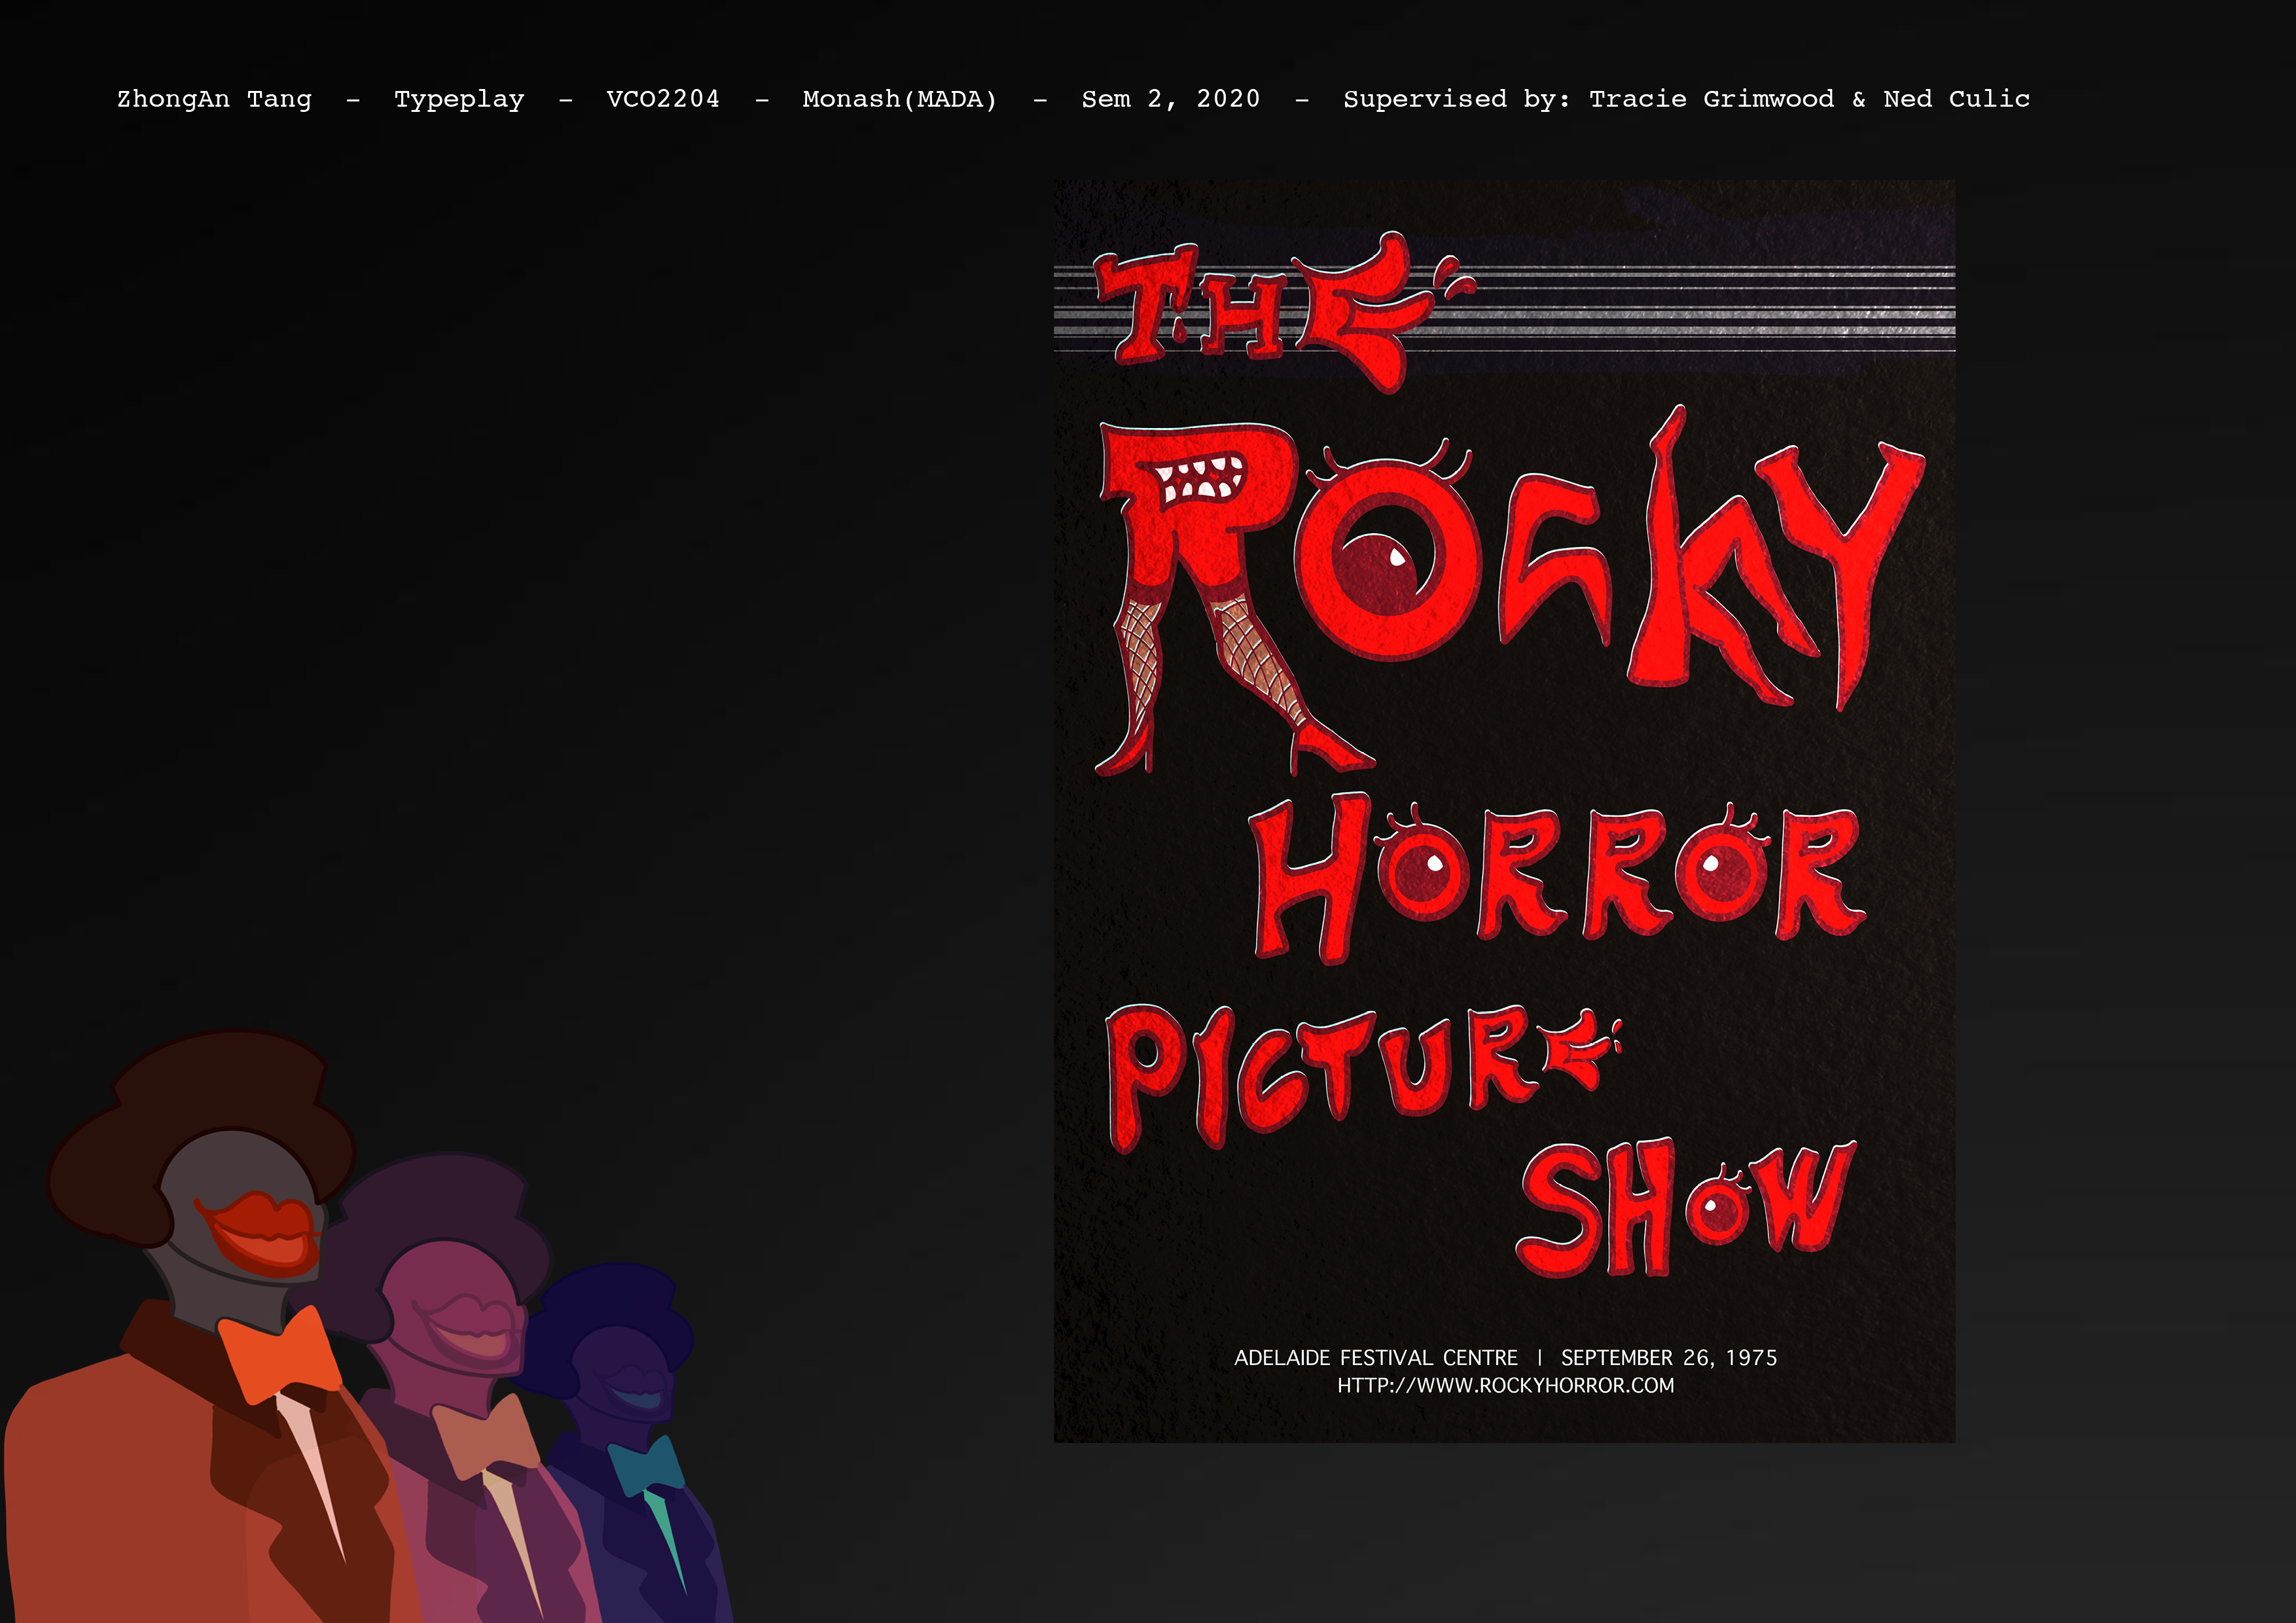 ZhongAn Tang – Typeplay – VCO2204 – Monash(MADA) – Sem 2, 2020 – Supervised by: Tracie Grimwood & Ned Culic
THE
ROCKY
HORROR
PICTURE
SHOW
ADELAIDE FESTIVAL CENTRE | SEPTEMBER 26, 1975
HTTP://WWW.ROCKYHORROR.COM